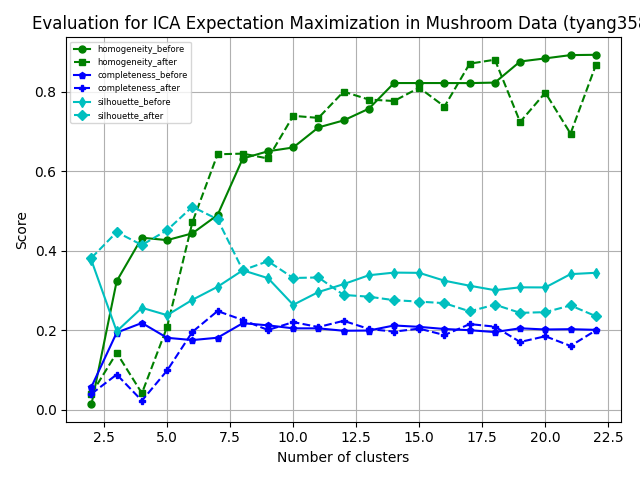 Evaluation for ICA Expectation Maximization in Mushroom Data (tyang358
homogeneity_before
homogeneity_after
completeness_before
completeness_after
silhouette_before
silhouette_after
Score
0.8
0.6
0.4
0.2
0.0
2.5 5.0 7.5 10.0 12.5 15.0 17.5 20.0 22.5
Number of clusters